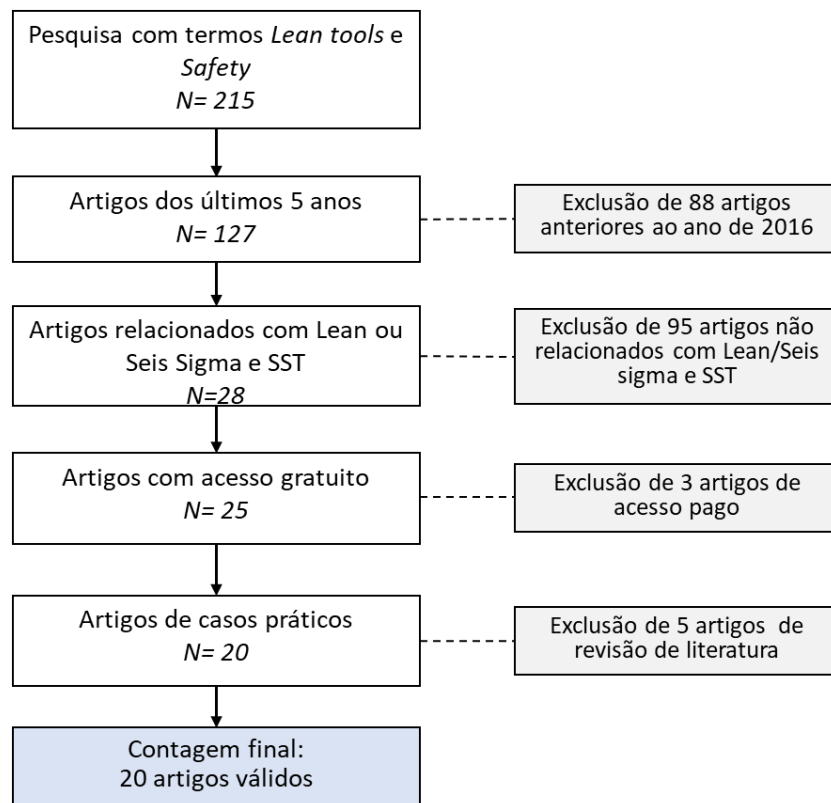 Pesquisa com termos Lean tools e
Safety
N= 215
Artigos dos últimos 5 anos
N= 127
Exclusão de 88 artigos
anteriores ao ano de 2016
Artigos relacionados com Lean ou
Seis Sigma e SST
N=28
Exclusão de 95 artigos não
relacionados com Lean/Seis
sigma e SST
Artigos com acesso gratuito
N= 25
Exclusão de 3 artigos de
acesso pago
Artigos de casos práticos
N= 20
Exclusão de 5 artigos de
revisão de literatura
Contagem final:
20 artigos válidos